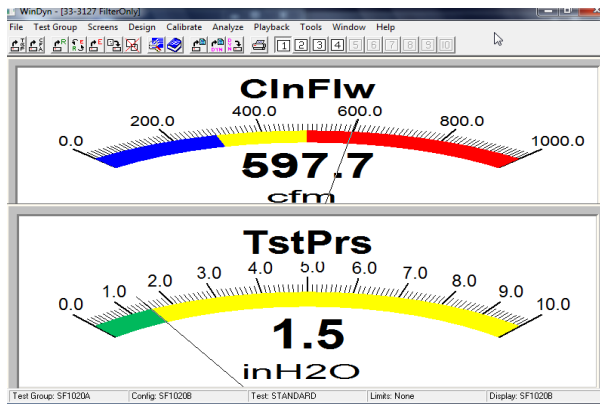 WinDyn - [33-3127 FilterOnly]
File Test Group Screens Design Calibrate Analyze Playback Tools Window Help
1 2 3 4 5 6 7 8 9 10
ClnFlw
0.0 200.0 400.0 600.0 800.0 1000.0
597.7
cfm
TstPrs
0.0 1.0 2.0 3.0 4.0 5.0 6.0 7.0 8.0 9.0 10.0
1.5
inH2O
Test Group: SF1020A Config: SF1020B Test: STANDARD Limits: None Display: SF1020B